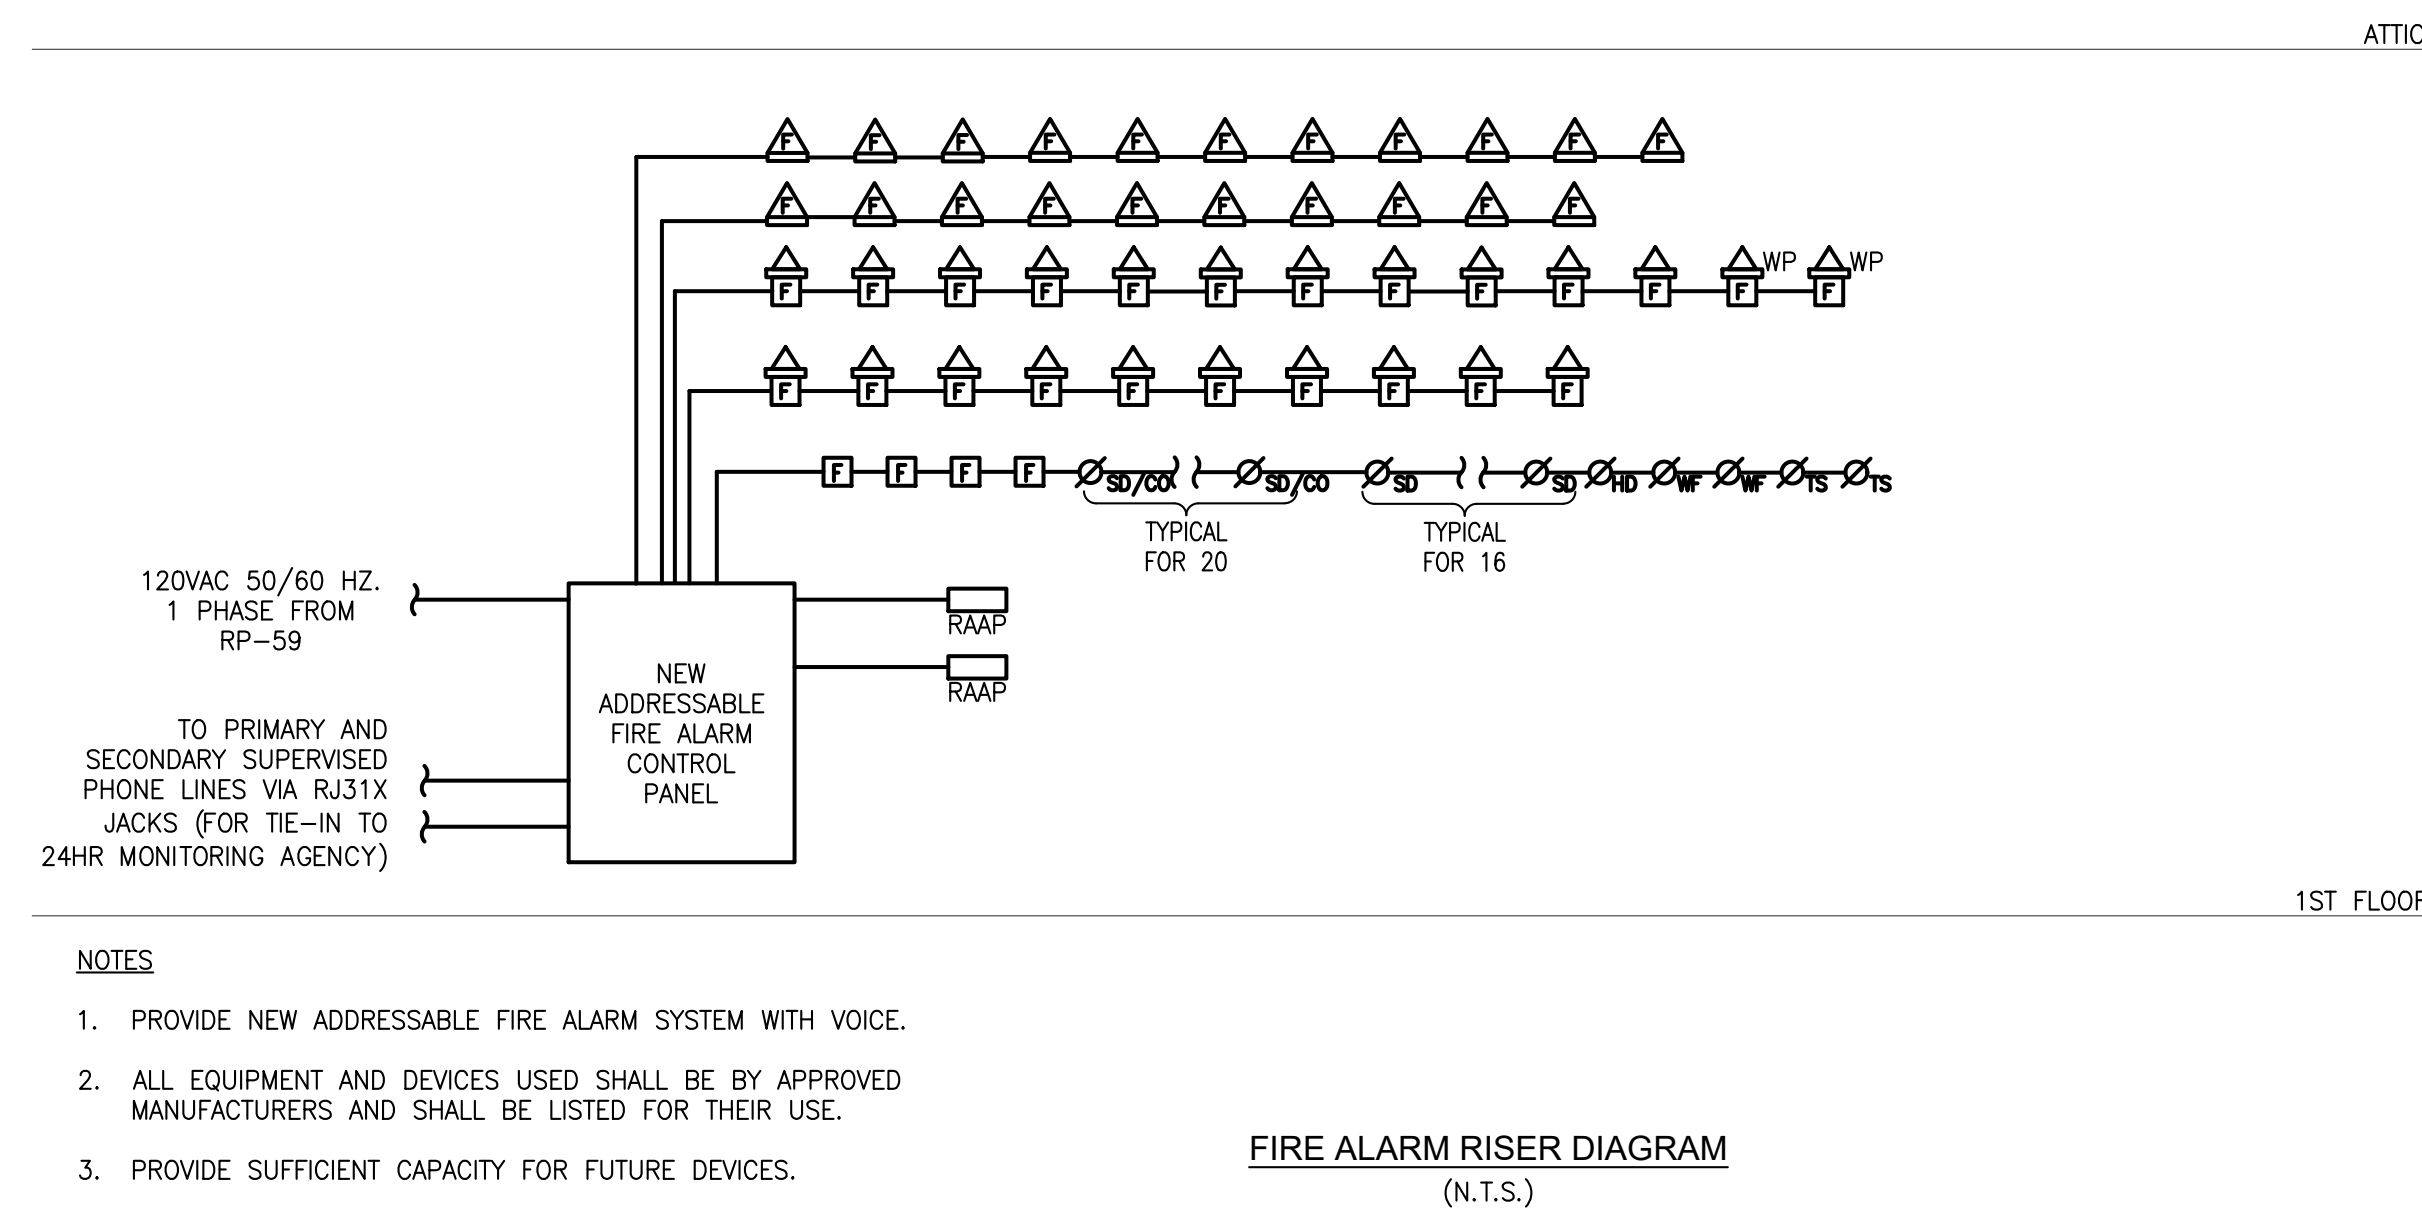 ATTIC
F F F F F F F F F F F
F F F F F F F F F F
WP WP
F F F F F F F F F F F F F
F F F F F F F F F F
F F F F SD/CO SD/CO SD SD HD WF WF TS TS
TYPICAL
FOR 20
TYPICAL
FOR 16
120VAC 50/60 HZ.
1 PHASE FROM
RP-59
RAAP
RAAP
NEW
ADDRESSABLE
FIRE ALARM
CONTROL
PANEL
TO PRIMARY AND
SECONDARY SUPERVISED
PHONE LINES VIA RJ31X
JACKS (FOR TIE-IN TO
24HR MONITORING AGENCY)
1ST FLOOR
NOTES
1. PROVIDE NEW ADDRESSABLE FIRE ALARM SYSTEM WITH VOICE.
2. ALL EQUIPMENT AND DEVICES USED SHALL BE BY APPROVED
MANUFACTURERS AND SHALL BE LISTED FOR THEIR USE.
3. PROVIDE SUFFICIENT CAPACITY FOR FUTURE DEVICES.
FIRE ALARM RISER DIAGRAM
(N.T.S.)